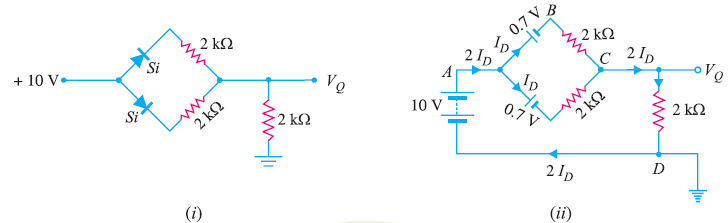 2 kΩ
Si
+ 10 V
V_Q
Si
2 kΩ
2 kΩ
(i)
B
0.7 V
2 kΩ
I_D
A
2 I_D
C
2 I_D
V_Q
I_D
10 V
0.7 V
2 kΩ
2 kΩ
2 I_D
D
(ii)